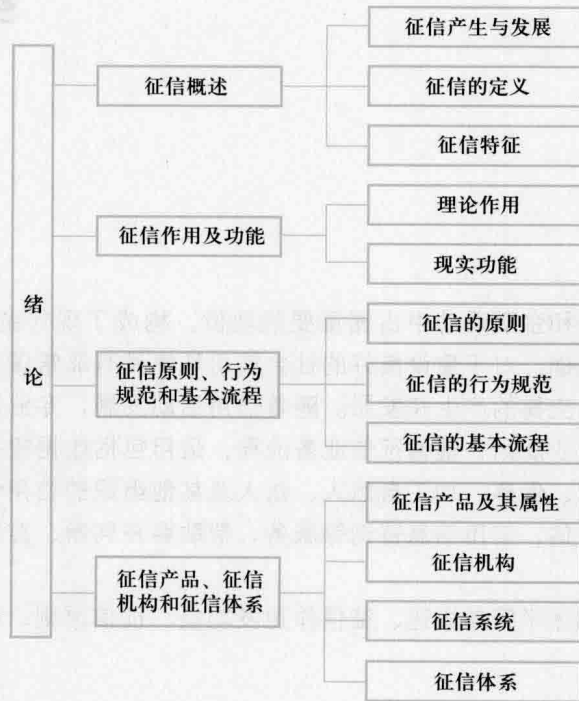 绪论
征信概述
征信产生与发展
征信的定义
征信特征
征信作用及功能
理论作用
现实功能
征信原则、行为
规范和基本流程
征信的原则
征信的行为规范
征信的基本流程
征信产品、征信
机构和征信体系
征信产品及其属性
征信机构
征信系统
征信体系